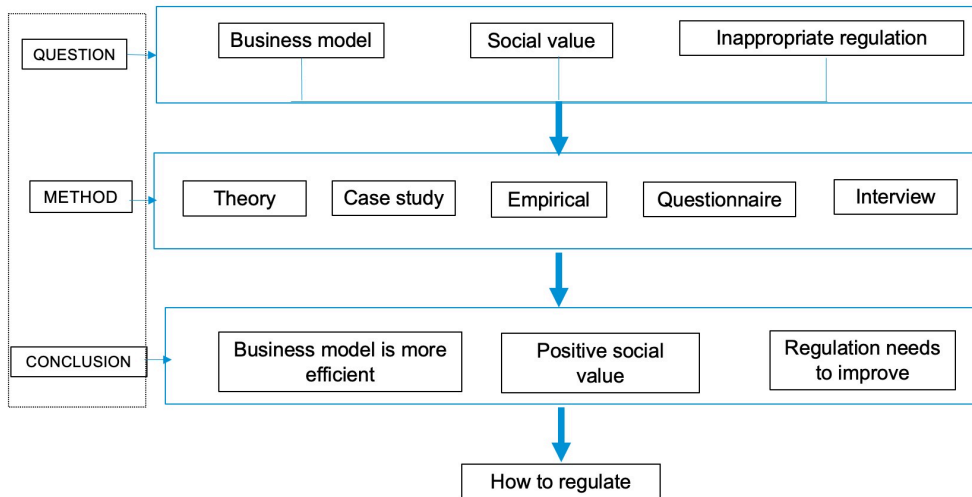 QUESTION
Business model
Social value
Inappropriate regulation
METHOD
Theory
Case study
Empirical
Questionnaire
Interview
CONCLUSION
Business model is more
efficient
Positive social
value
Regulation needs
to improve
How to regulate